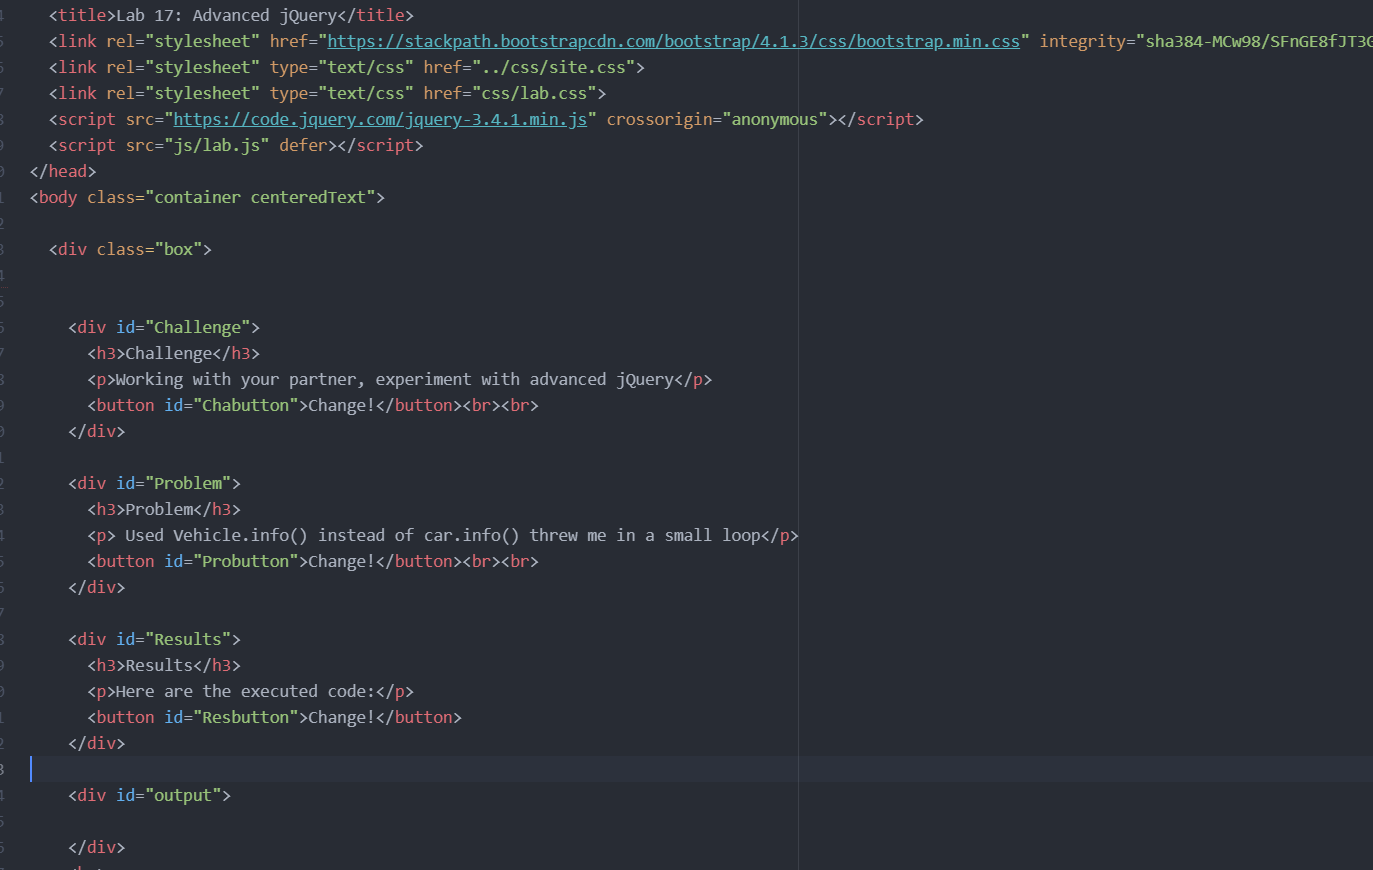 <title>Lab 17: Advanced jQuery</title>
<link rel="stylesheet" href="https://stackpath.bootstrapcdn.com/bootstrap/4.1.3/css/bootstrap.min.css" integrity="sha384-MCw98/SFnGE8fJT3G
<link rel="stylesheet" type="text/css" href="../css/site.css">
<link rel="stylesheet" type="text/css" href="css/lab.css">
<script src="https://code.jquery.com/jquery-3.4.1.min.js" crossorigin="anonymous"></script>
<script src="js/lab.js" defer></script>
</head>
<body class="container centeredText">
<div class="box">
<div id="Challenge">
<h3>Challenge</h3>
<p>Working with your partner, experiment with advanced jQuery</p>
<button id="Chabutton">Change!</button><br><br>
</div>
<div id="Problem">
<h3>Problem</h3>
<p> Used Vehicle.info() instead of car.info() threw me in a small loop</p>
<button id="Probutton">Change!</button><br><br>
</div>
<div id="Results">
<h3>Results</h3>
<p>Here are the executed code:</p>
<button id="Resbutton">Change!</button>
</div>
<div id="output">
</div>